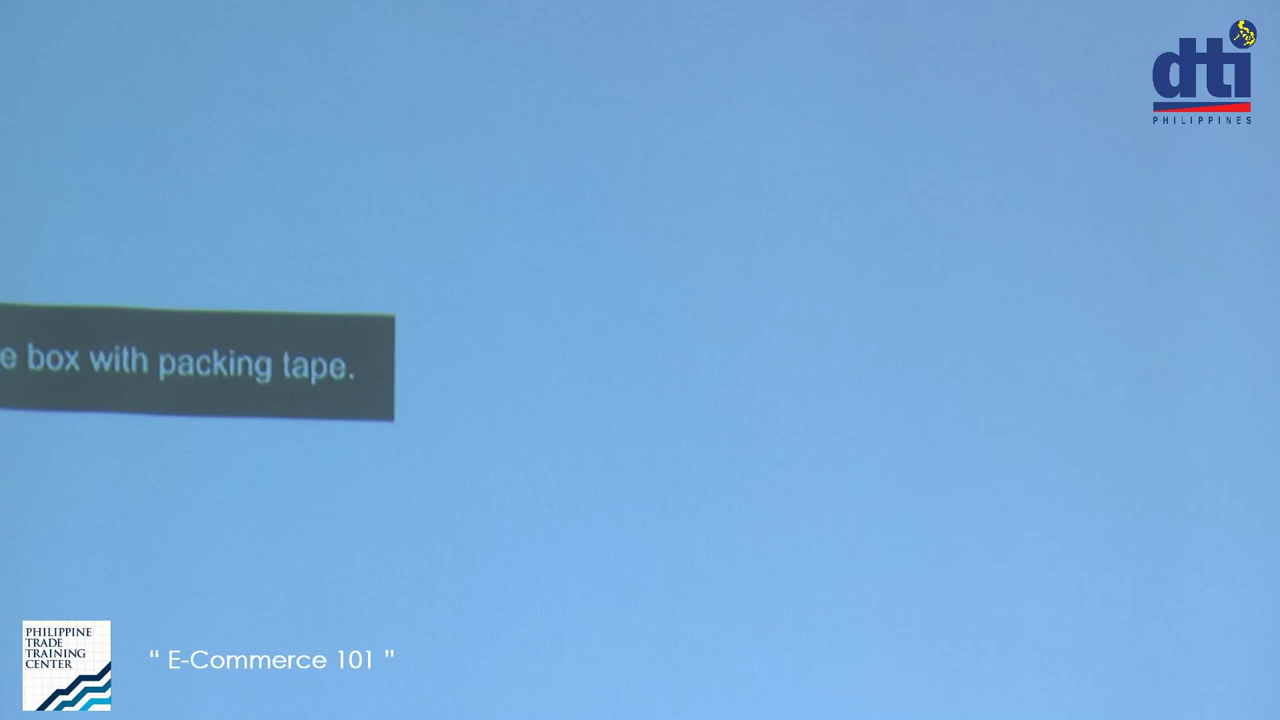 dti
PHILIPPINES
e box with packing tape.
PHILIPPINE
TRADE
TRAINING
CENTER
“ E-Commerce 101 ”